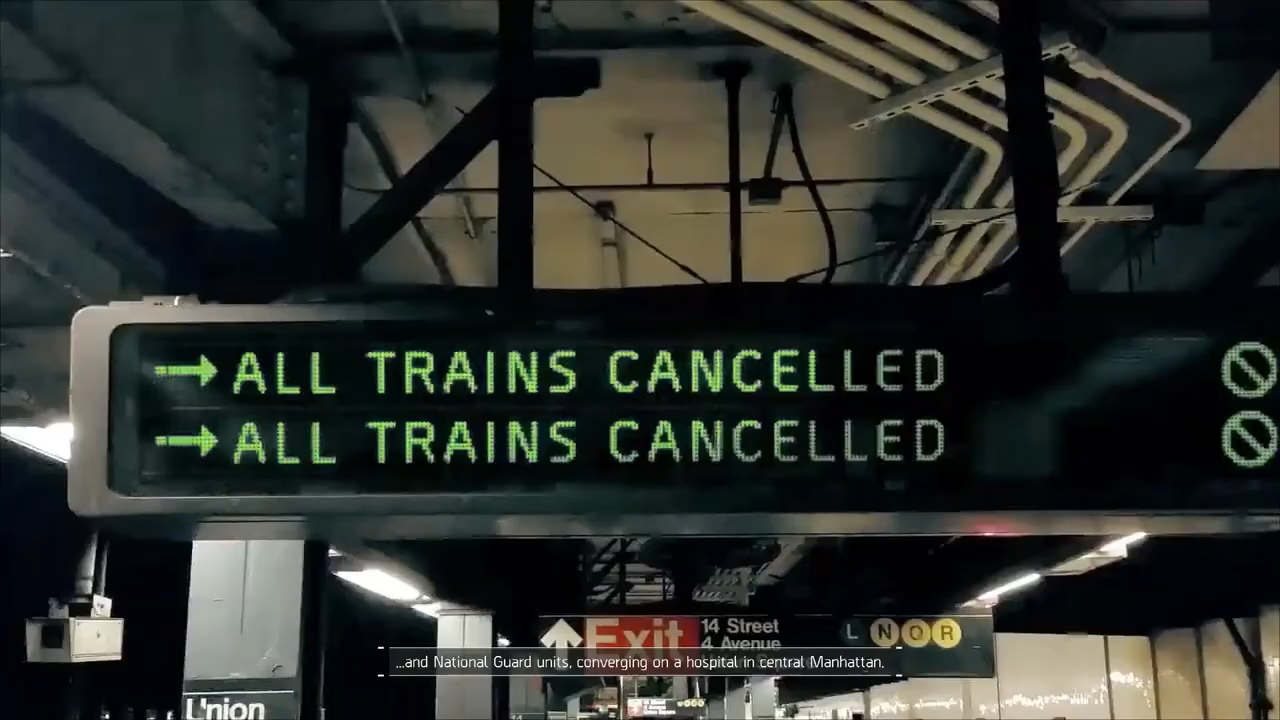 → ALL TRAINS CANCELLED
→ ALL TRAINS CANCELLED
Exit
14 Street
4 Avenue
L N Q R
...and National Guard units, converging on a hospital in central Manhattan.
Union